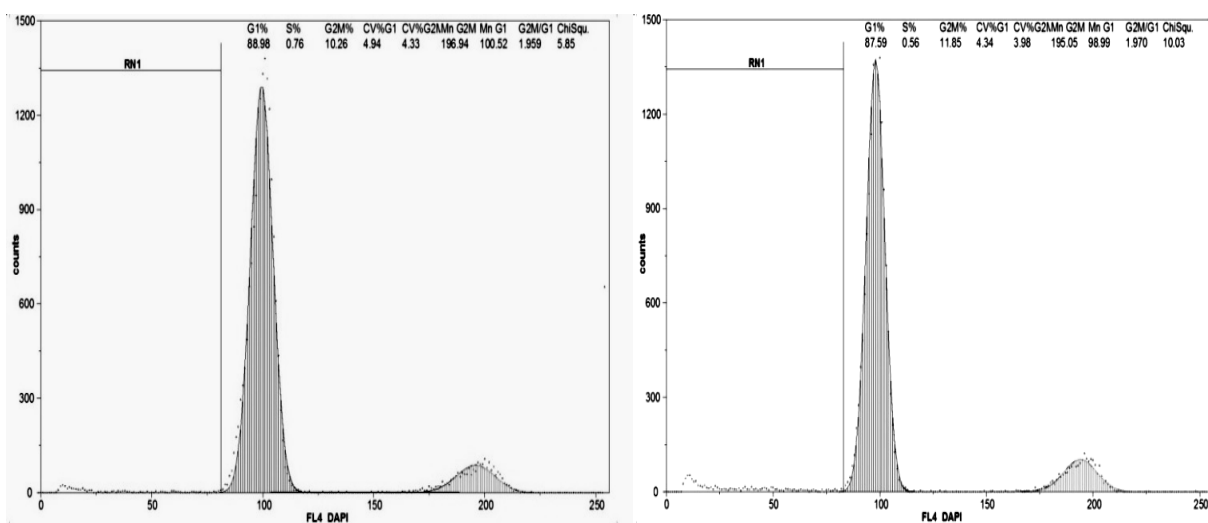 1500
1200
900
600
300
0
counts
G1% S% G2M% CV%G1 CV%G2M Mn G2M Mn G1 G2M/G1 ChiSqu.
88.98 0.76 10.26 4.94 4.33 196.94 100.52 1.959 5.85
RN1
0 50 100 150 200 250
FL4 DAPI
1500
1200
900
600
300
0
counts
G1% S% G2M% CV%G1 CV%G2M Mn G2M Mn G1 G2M/G1 ChiSqu.
87.59 0.56 11.85 4.34 3.98 195.05 98.99 1.970 10.03
RN1
0 50 100 150 200 250
FL4 DAPI